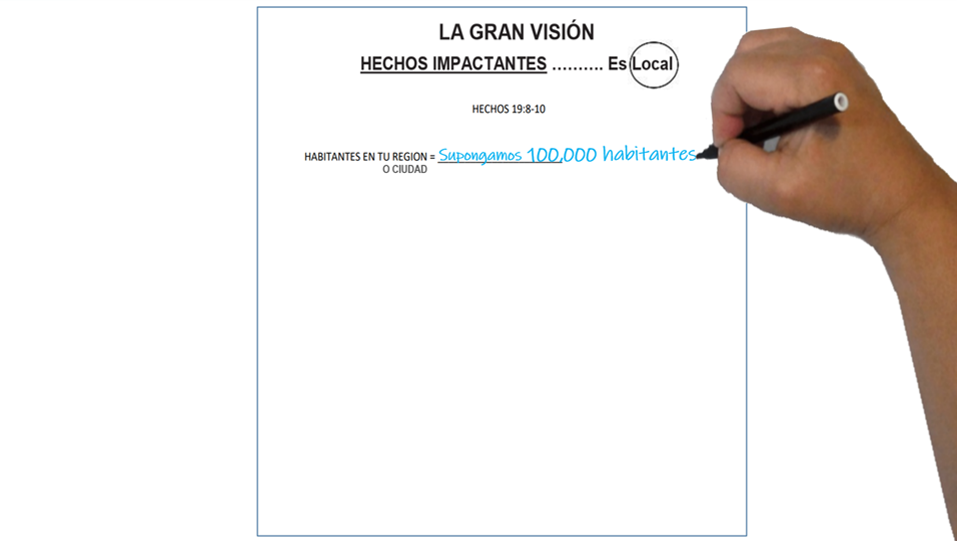 LA GRAN VISIÓN
HECHOS IMPACTANTES .......... Es Local
HECHOS 19:8-10
HABITANTES EN TU REGION = Supongamos 100,000 habitantes
O CIUDAD